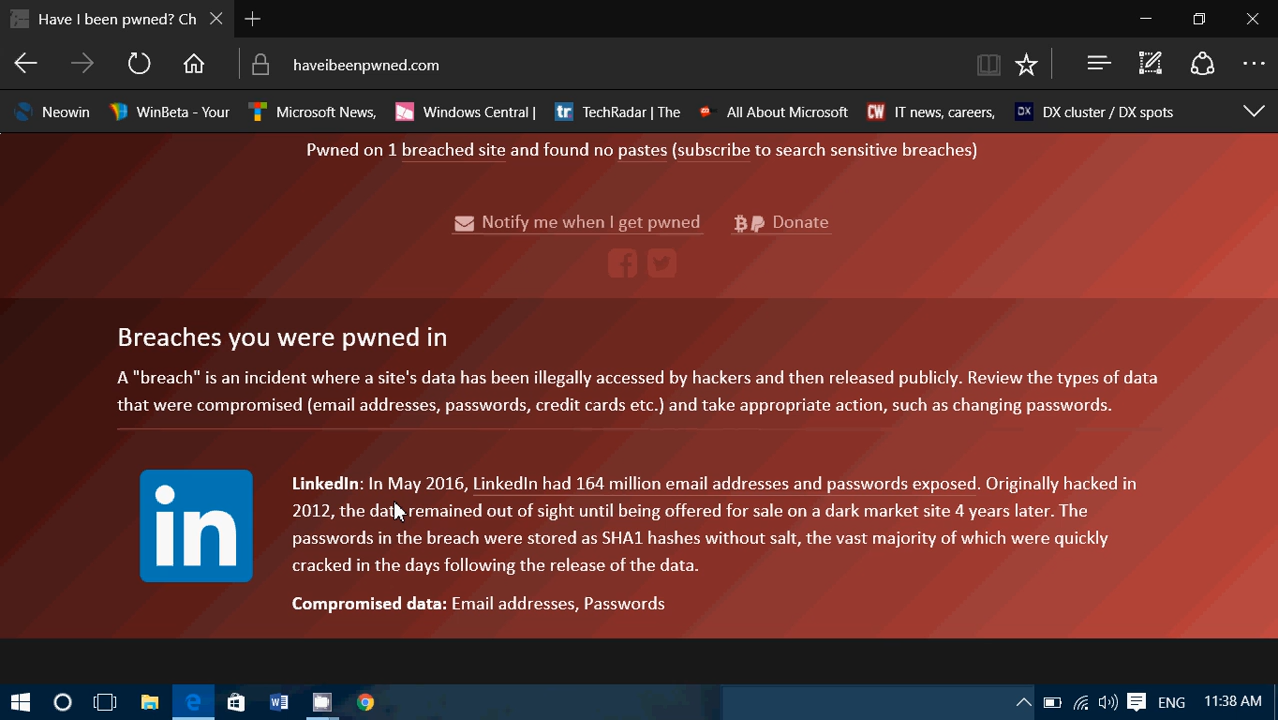 Have I been pwned? Ch
haveibeenpwned.com
Neowin WinBeta - Your Microsoft News, Windows Central | TechRadar | The All About Microsoft IT news, careers, DX cluster / DX spots
Pwned on 1 breached site and found no pastes (subscribe to search sensitive breaches)
Notify me when I get pwned Donate
Breaches you were pwned in
A "breach" is an incident where a site's data has been illegally accessed by hackers and then released publicly. Review the types of data
that were compromised (email addresses, passwords, credit cards etc.) and take appropriate action, such as changing passwords.
in
LinkedIn: In May 2016, LinkedIn had 164 million email addresses and passwords exposed. Originally hacked in
2012, the data remained out of sight until being offered for sale on a dark market site 4 years later. The
passwords in the breach were stored as SHA1 hashes without salt, the vast majority of which were quickly
cracked in the days following the release of the data.
Compromised data: Email addresses, Passwords
ENG 11:38 AM